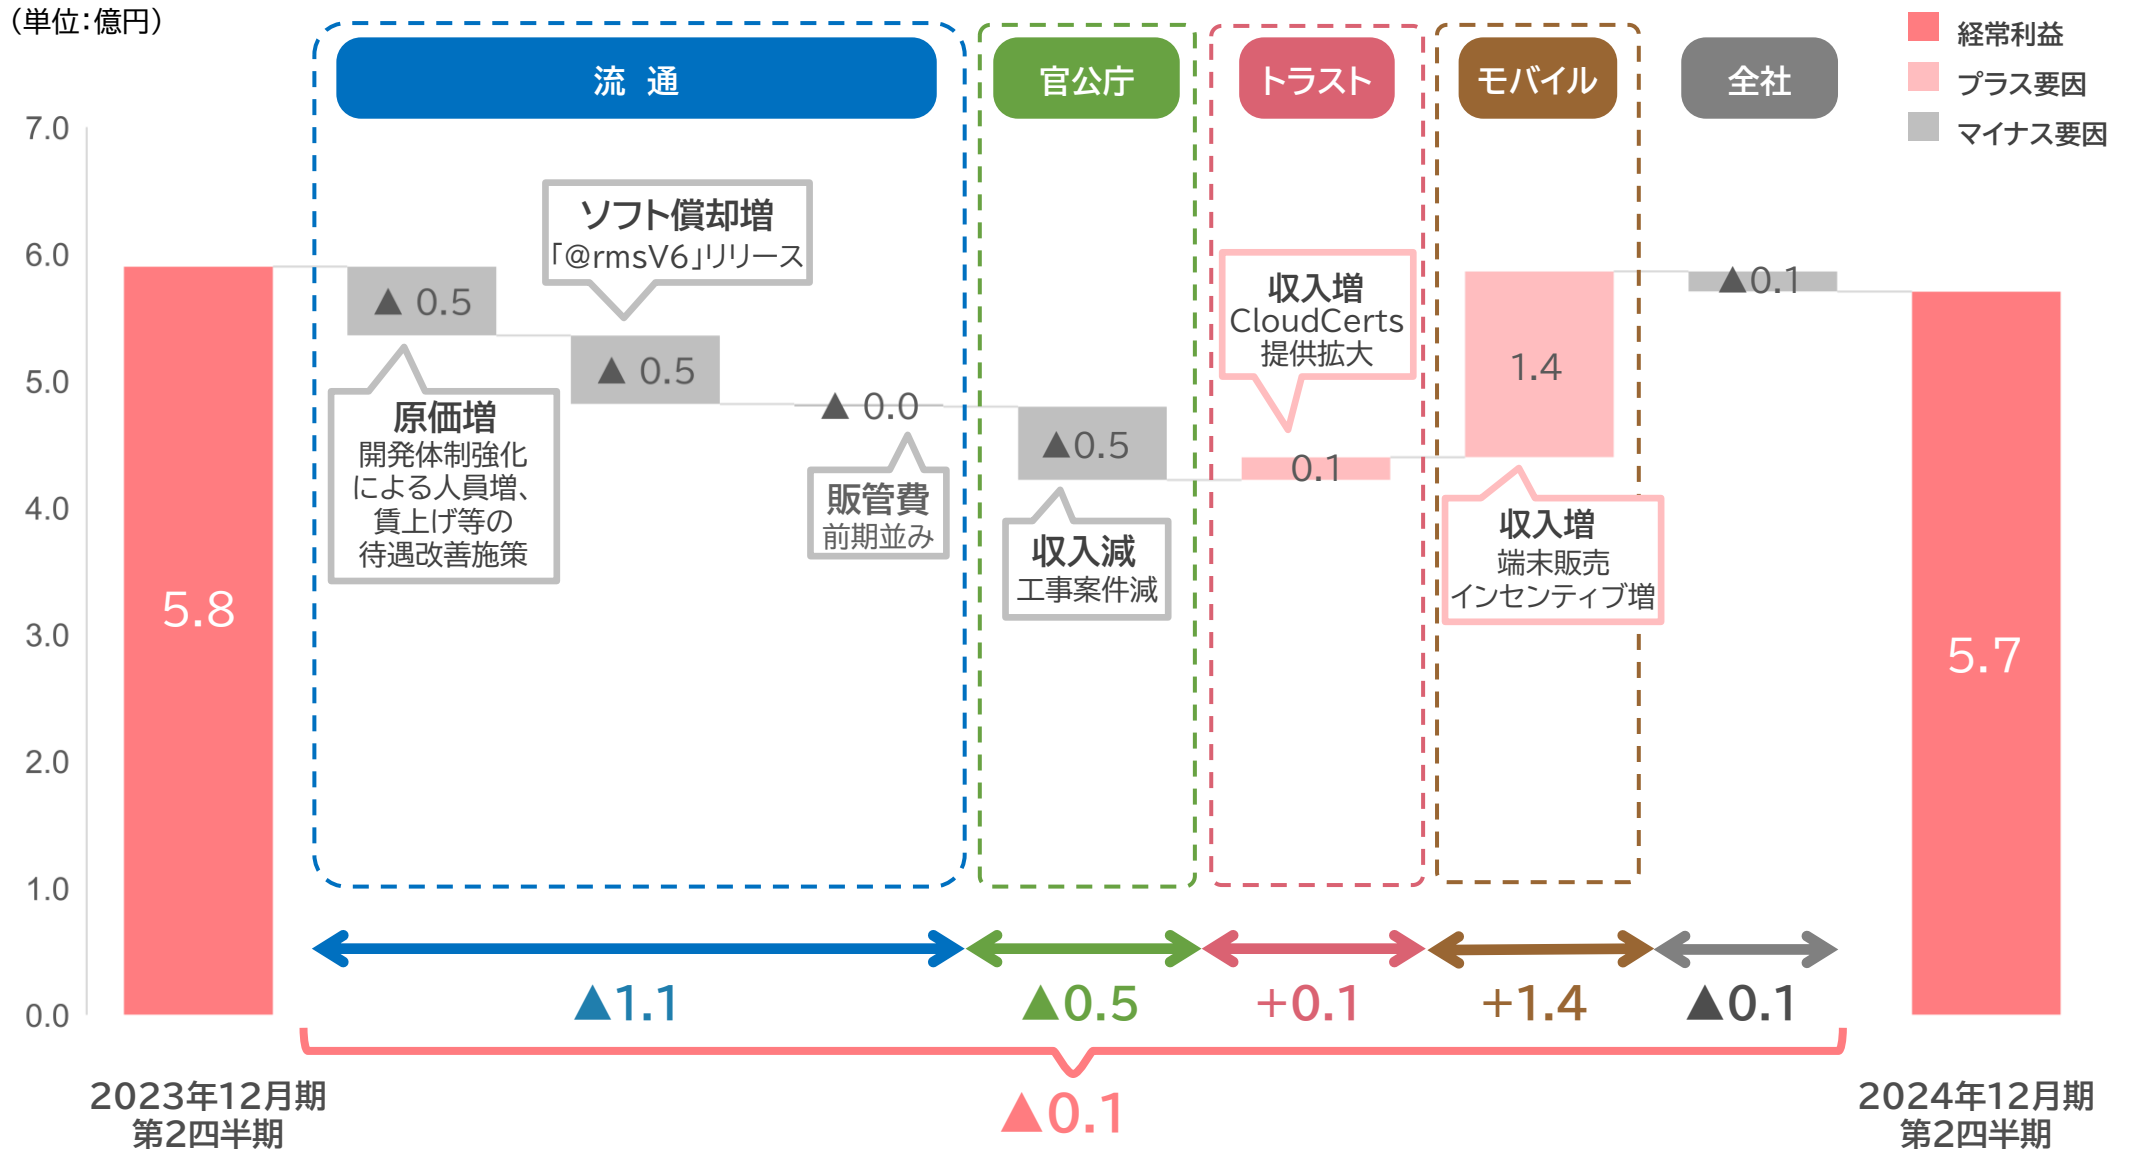 （単位：億円）
流 通
官公庁
トラスト
モバイル
全社
経常利益
プラス要因
マイナス要因
7.0
6.0
5.0
4.0
3.0
2.0
1.0
0.0
5.8
▲ 0.5
原価増
開発体制強化
による人員増、
賃上げ等の
待遇改善施策
ソフト償却増
「@rmsV6」リリース
▲ 0.5
▲ 0.0
販管費
前期並み
▲0.5
収入減
工事案件減
収入増
CloudCerts
提供拡大
0.1
1.4
収入増
端末販売
インセンティブ増
▲0.1
5.7
▲1.1
▲0.5
+0.1
+1.4
▲0.1
▲0.1
2023年12月期
第2四半期
2024年12月期
第2四半期